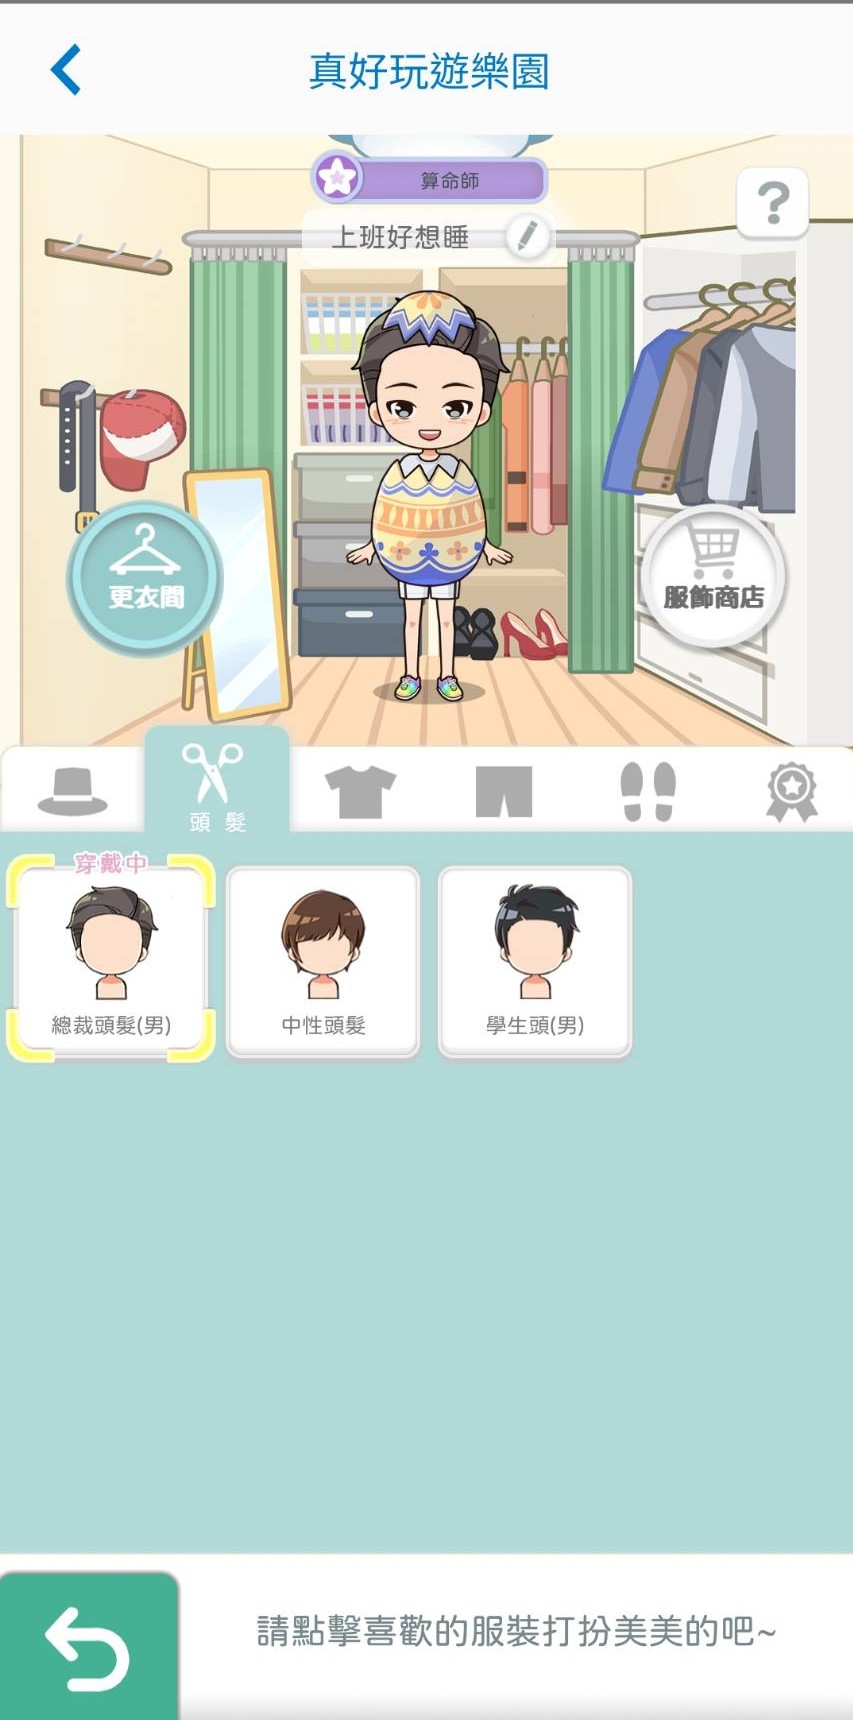 真好玩遊樂園
算命師
上班好想睡
?
更衣間
服飾商店
頭髮
穿戴中
總裁頭髮(男)
中性頭髮
學生頭(男)
請點擊喜歡的服裝打扮美美的吧~